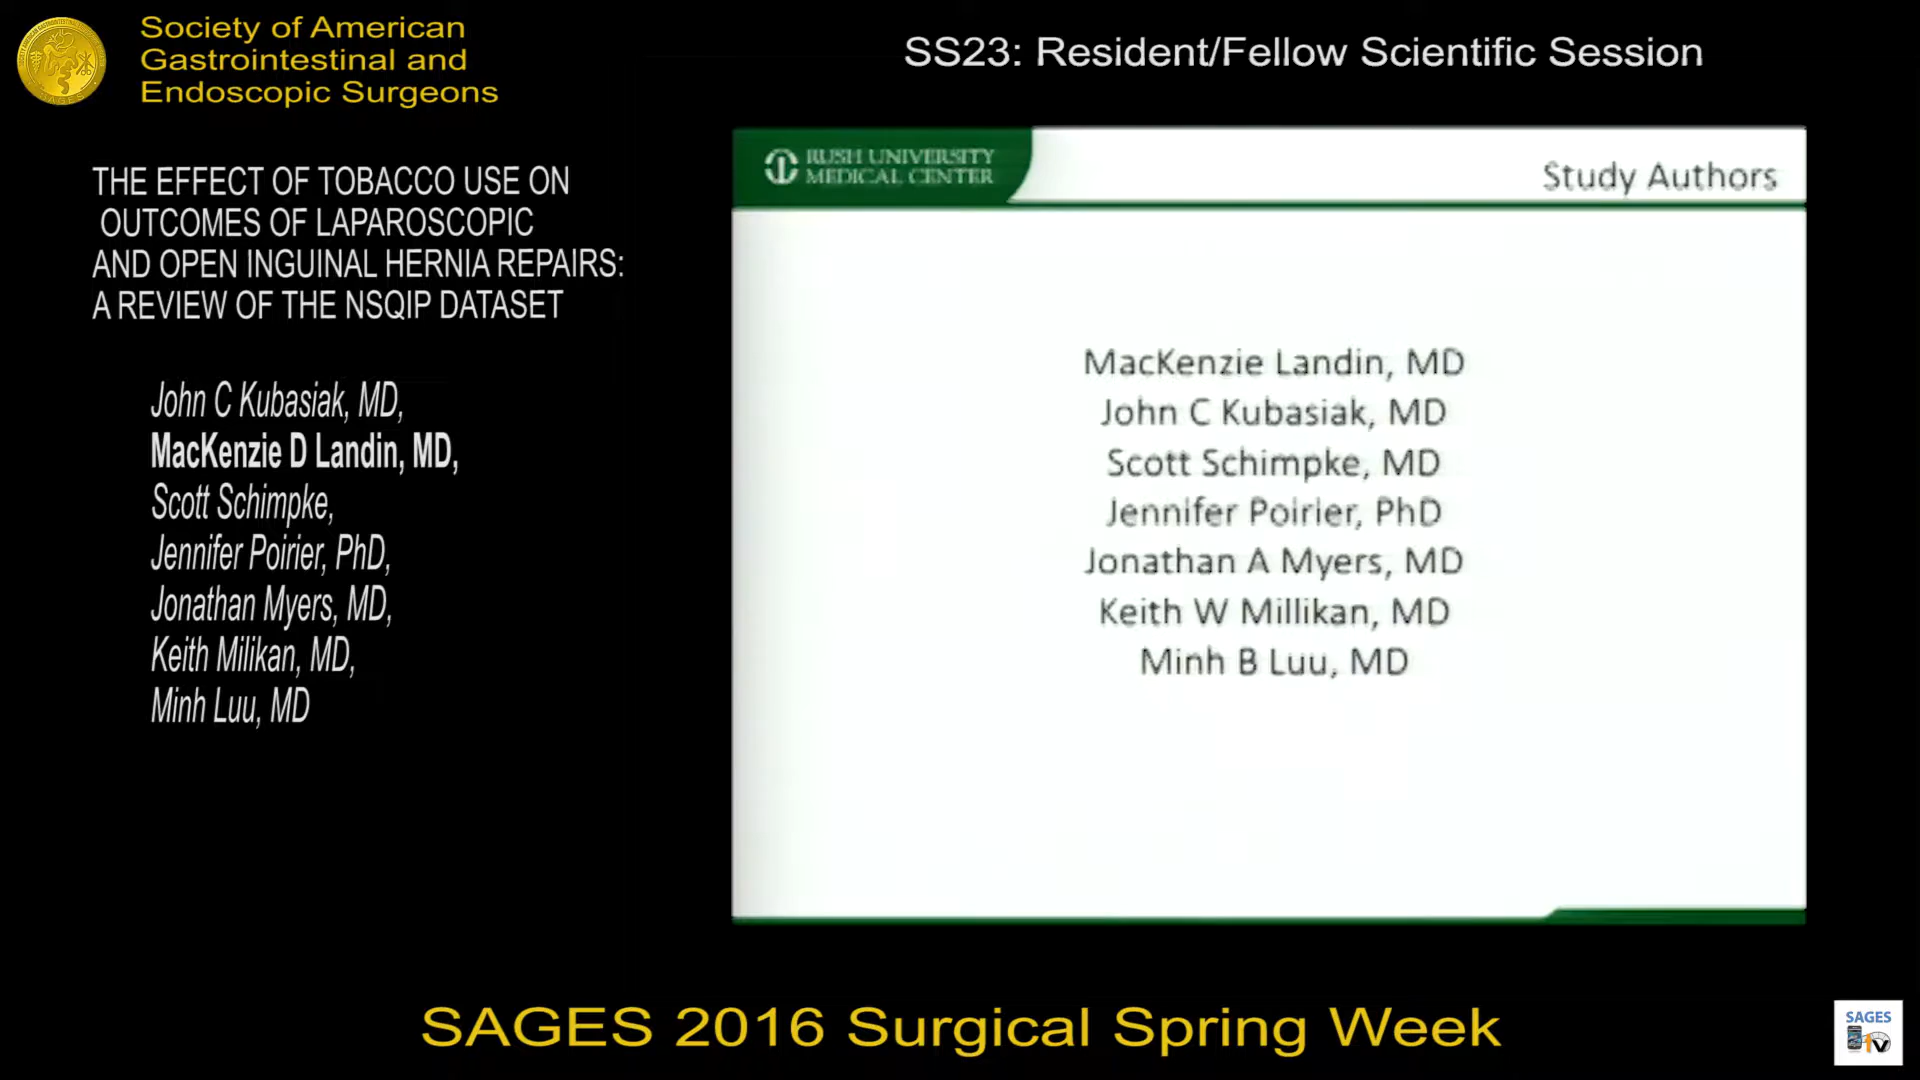 Society of American
Gastrointestinal and
Endoscopic Surgeons
SS23: Resident/Fellow Scientific Session
THE EFFECT OF TOBACCO USE ON
OUTCOMES OF LAPAROSCOPIC
AND OPEN INGUINAL HERNIA REPAIRS:
A REVIEW OF THE NSQIP DATASET
John C Kubasiak, MD,
MacKenzie D Landin, MD,
Scott Schimpke,
Jennifer Poirier, PhD,
Jonathan Myers, MD,
Keith Milikan, MD,
Minh Luu, MD
RUSH UNIVERSITY
MEDICAL CENTER
Study Authors
MacKenzie Landin, MD
John C Kubasiak, MD
Scott Schimpke, MD
Jennifer Poirier, PhD
Jonathan A Myers, MD
Keith W Millikan, MD
Minh B Luu, MD
SAGES 2016 Surgical Spring Week
SAGES
tv